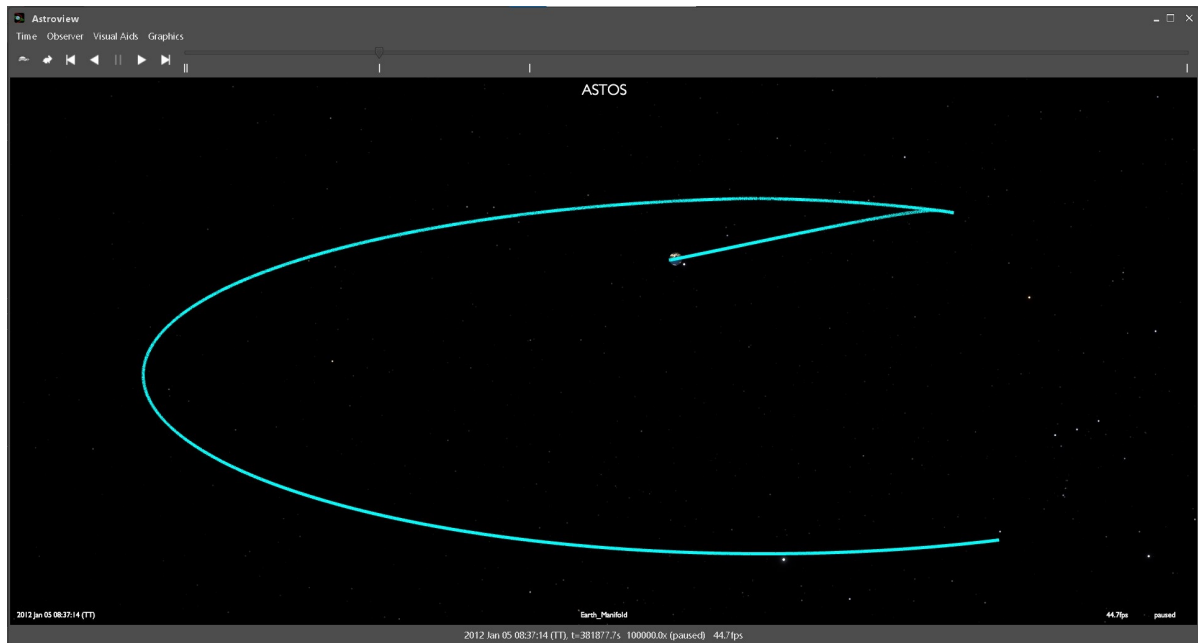 Astroview
Time Observer Visual Aids Graphics
ASTOS
2012 Jan 05 08:37:14 (TT) Earth_Manifold 44.7fps paused
2012 Jan 05 08:37:14 (TT), t=381877.7s 100000.0x (paused) 44.7fps